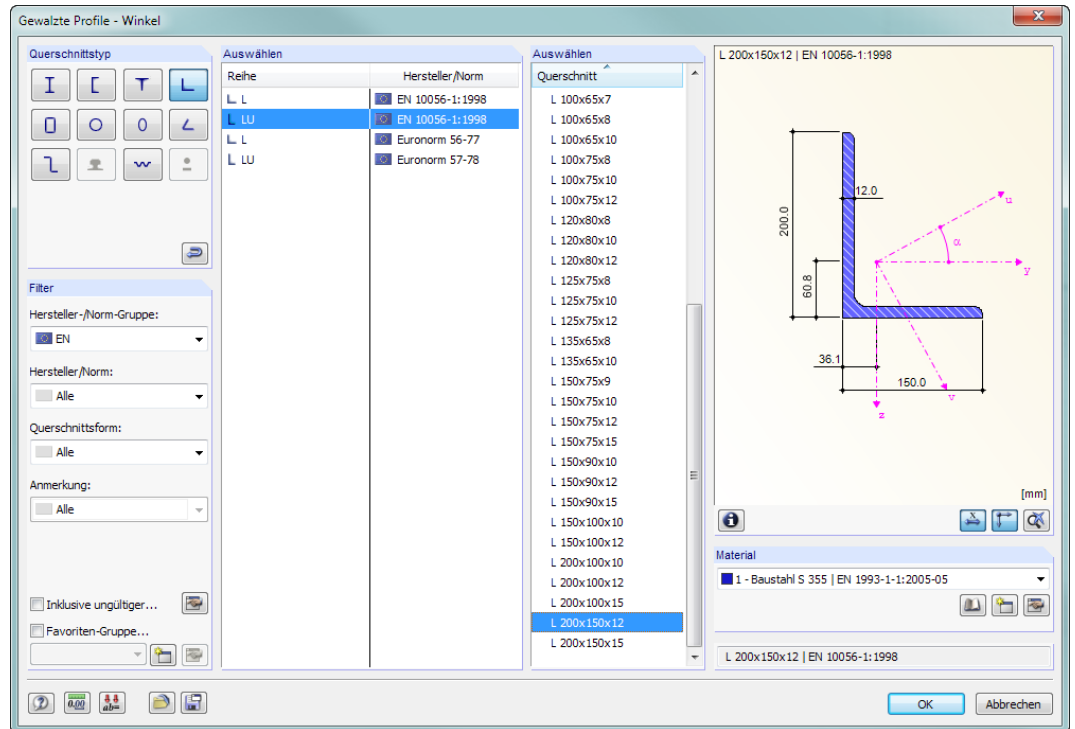 Gewalzte Profile - Winkel
Querschnittstyp
Filter
Hersteller-/Norm-Gruppe:
EN
Hersteller/Norm:
Alle
Querschnittsform:
Alle
Anmerkung:
Alle
Inklusive ungültiger...
Favoriten-Gruppe...
Auswählen
Reihe Hersteller/Norm
L EN 10056-1:1998
LU EN 10056-1:1998
L Euronorm 56-77
LU Euronorm 57-78
Auswählen
Querschnitt
L 100x65x7
L 100x65x8
L 100x65x10
L 100x75x8
L 100x75x10
L 100x75x12
L 120x80x8
L 120x80x10
L 120x80x12
L 125x75x8
L 125x75x10
L 125x75x12
L 135x65x8
L 135x65x10
L 150x75x9
L 150x75x10
L 150x75x12
L 150x75x15
L 150x90x10
L 150x90x12
L 150x90x15
L 150x100x10
L 150x100x12
L 200x100x10
L 200x100x12
L 200x100x15
L 200x150x12
L 200x150x15
L 200x150x12 | EN 10056-1:1998
12.0
u
200.0
α
y
60.8
36.1
150.0
v
z
[mm]
Material
1 - Baustahl S 355 | EN 1993-1-1:2005-05
L 200x150x12 | EN 10056-1:1998
0.00
ab=
OK
Abbrechen